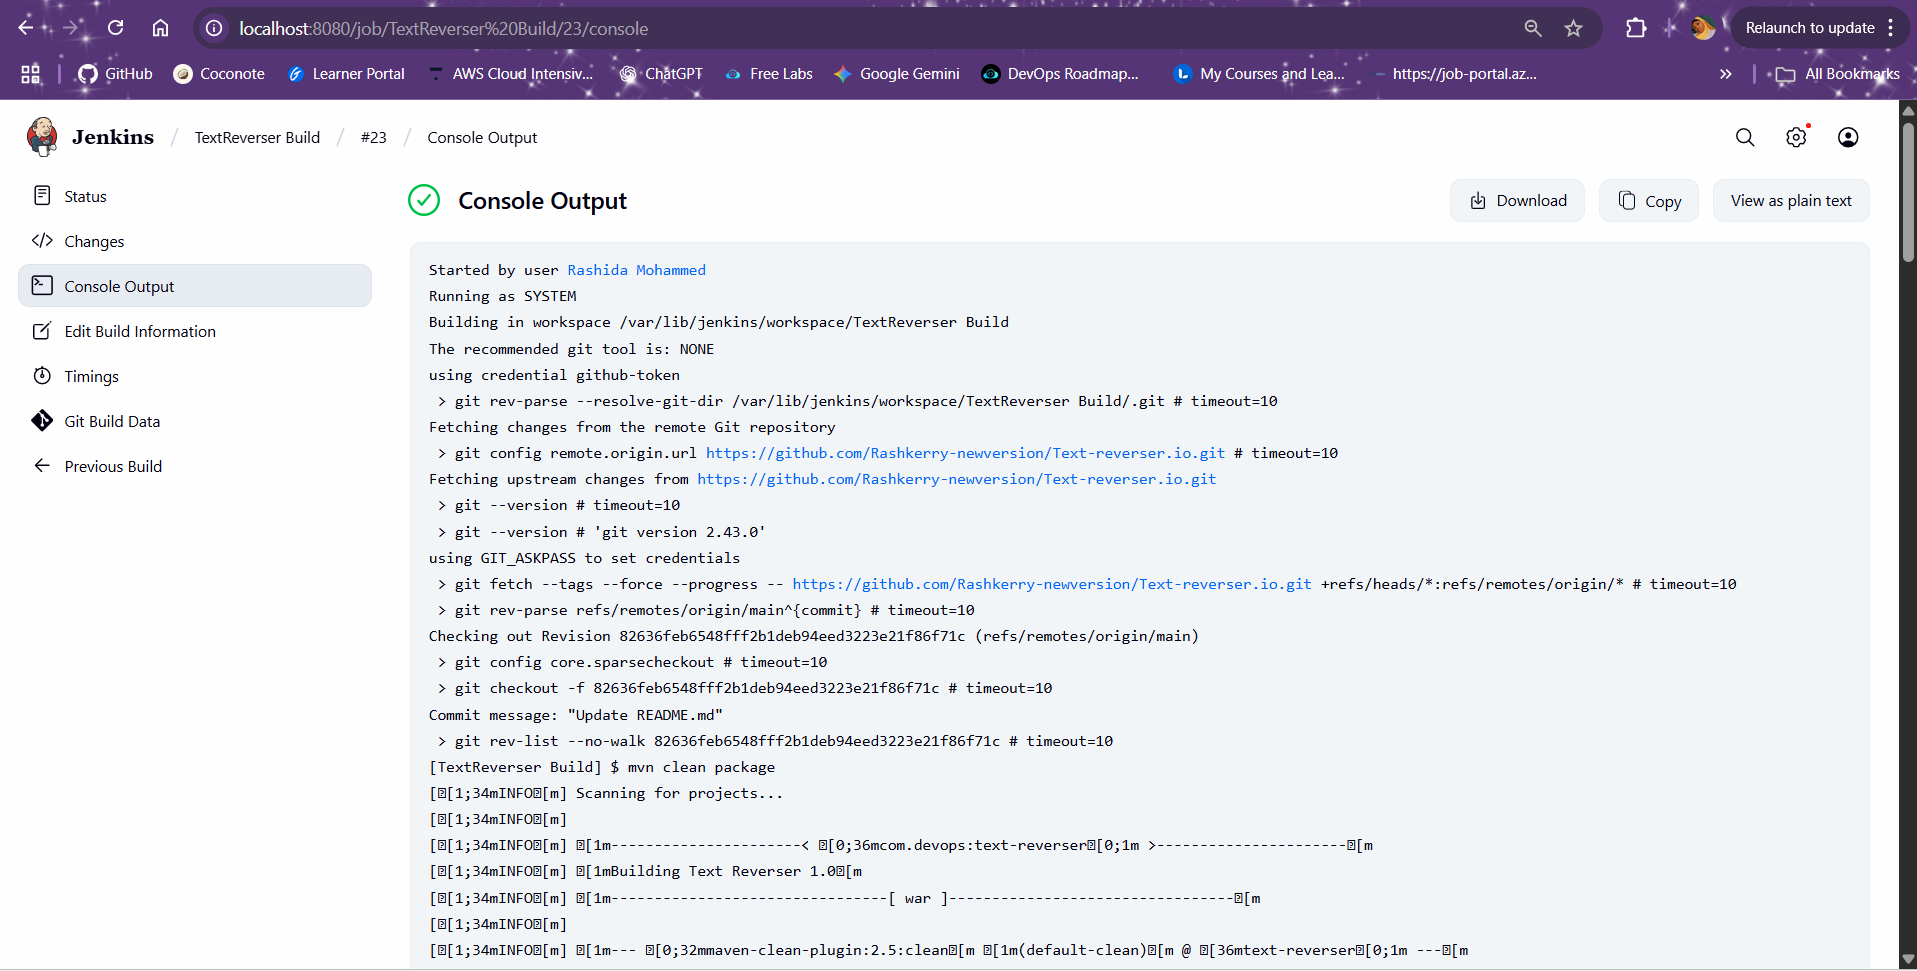 localhost:8080/job/TextReverser%20Build/23/console
Relaunch to update
GitHub
Coconote
Learner Portal
AWS Cloud Intensiv...
ChatGPT
Free Labs
Google Gemini
DevOps Roadmap...
My Courses and Lea...
https://job-portal.az...
»
All Bookmarks
Jenkins / TextReverser Build / #23 / Console Output
Status
Changes
Console Output
Edit Build Information
Timings
Git Build Data
Previous Build
Console Output
Download
Copy
View as plain text
Started by user Rashida Mohammed
Running as SYSTEM
Building in workspace /var/lib/jenkins/workspace/TextReverser Build
The recommended git tool is: NONE
using credential github-token
> git rev-parse --resolve-git-dir /var/lib/jenkins/workspace/TextReverser Build/.git # timeout=10
Fetching changes from the remote Git repository
> git config remote.origin.url https://github.com/Rashkerry-newversion/Text-reverser.io.git # timeout=10
Fetching upstream changes from https://github.com/Rashkerry-newversion/Text-reverser.io.git
> git --version # timeout=10
> git --version # 'git version 2.43.0'
using GIT_ASKPASS to set credentials
> git fetch --tags --force --progress -- https://github.com/Rashkerry-newversion/Text-reverser.io.git +refs/heads/*:refs/remotes/origin/* # timeout=10
> git rev-parse refs/remotes/origin/main^{commit} # timeout=10
Checking out Revision 82636feb6548fff2b1deb94eed3223e21f86f71c (refs/remotes/origin/main)
> git config core.sparsecheckout # timeout=10
> git checkout -f 82636feb6548fff2b1deb94eed3223e21f86f71c # timeout=10
Commit message: "Update README.md"
> git rev-list --no-walk 82636feb6548fff2b1deb94eed3223e21f86f71c # timeout=10
[TextReverser Build] $ mvn clean package
[⍰[1;34mINFO⍰[m] Scanning for projects...
[⍰[1;34mINFO⍰[m]
[⍰[1;34mINFO⍰[m] ⍰[1m----------------------< ⍰[0;36mcom.devops:text-reverser⍰[0;1m >----------------------⍰[m
[⍰[1;34mINFO⍰[m] ⍰[1mBuilding Text Reverser 1.0⍰[m
[⍰[1;34mINFO⍰[m] ⍰[1m--------------------------------[ war ]---------------------------------⍰[m
[⍰[1;34mINFO⍰[m]
[⍰[1;34mINFO⍰[m] ⍰[1m--- ⍰[0;32mmaven-clean-plugin:2.5:clean⍰[m ⍰[1m(default-clean)⍰[m @ ⍰[36mtext-reverser⍰[0;1m ---⍰[m